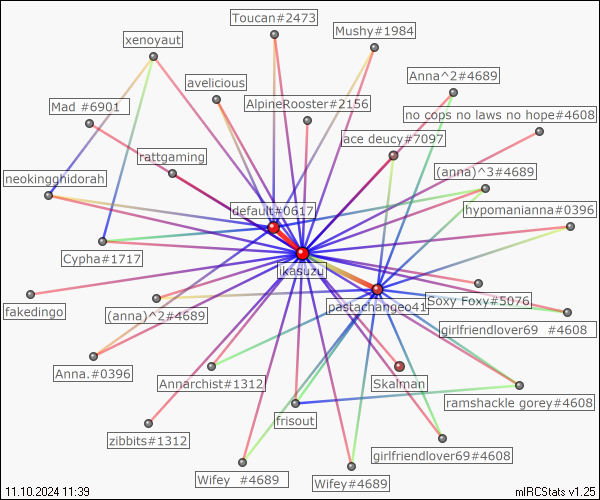 Toucan#2473
Mushy#1984
xenoyaut
Anna^2#4689
avelicious
AlpineRooster#2156
Mad #6901
no cops no laws no hope#4608
ace deucy#7097
rattgaming
(anna)^3#4689
neokingghidorah
default#0617
hypomanianna#0396
Cypha#1717
ikasuzu
fakedingo
(anna)^2#4689
pastachangeo41
Soxy Foxy#5076
girlfriendlover69 #4608
Anna.#0396
Annarchist#1312
Skalman
ramshackle gorey#4608
frisout
zibbits#1312
girlfriendlover69#4608
Wifey #4689
Wifey#4689
11.10.2024 11:39
mIRCStats v1.25